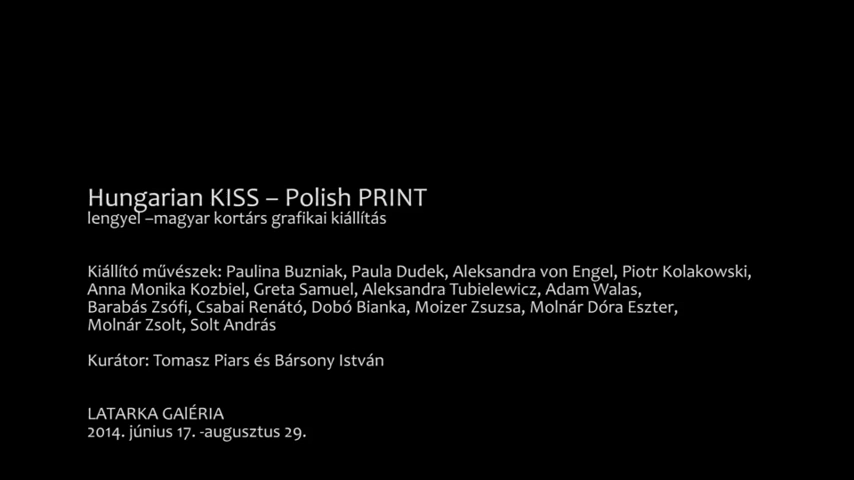 Hungarian KISS – Polish PRINT
lengyel –magyar kortárs grafikai kiállítás
Kiállító művészek: Paulina Buzniak, Paula Dudek, Aleksandra von Engel, Piotr Kolakowski,
Anna Monika Kozbiel, Greta Samuel, Aleksandra Tubielewicz, Adam Walas,
Barabás Zsófi, Csabai Renátó, Dobó Bianka, Moizer Zsuzsa, Molnár Dóra Eszter,
Molnár Zsolt, Solt András
Kurátor: Tomasz Piars és Bársony István
LATARKA GAlÉRIA
2014. június 17. -augusztus 29.